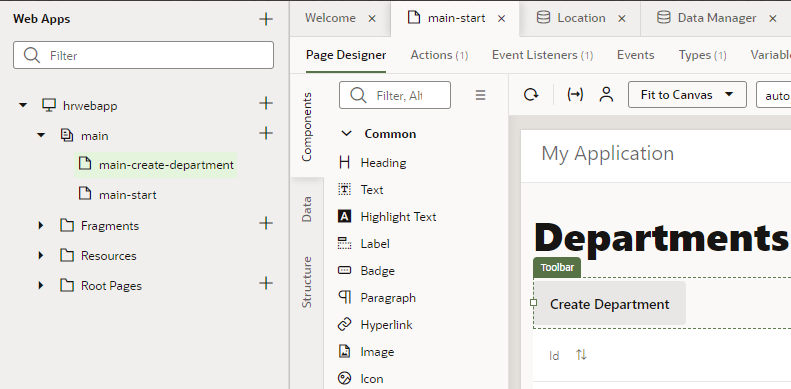 Web Apps
Filter
hrwebapp
main
main-create-department
main-start
Fragments
Resources
Root Pages
Welcome
main-start
Location
Data Manager
Page Designer
Actions (1)
Event Listeners (1)
Events
Types (1)
Variabl
Components
Data
Structure
Filter, Alt
Common
Heading
Text
Highlight Text
Label
Badge
Paragraph
Hyperlink
Image
Icon
Fit to Canvas
auto
My Application
Departments
Toolbar
Create Department
Id